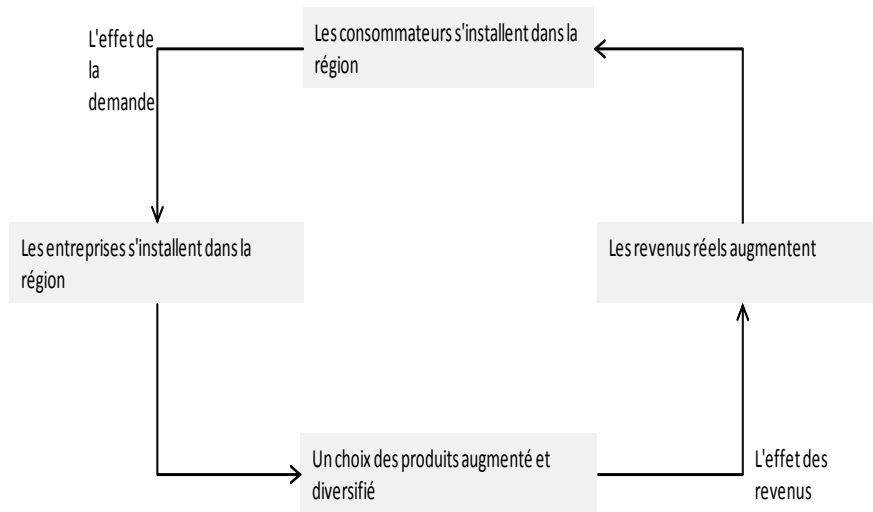 Les consommateurs s'installent dans la
région
L'effet de
la
demande
Les entreprises s'installent dans la
région
Les revenus réels augmentent
Un choix des produits augmenté et
diversifié
L'effet des
revenus